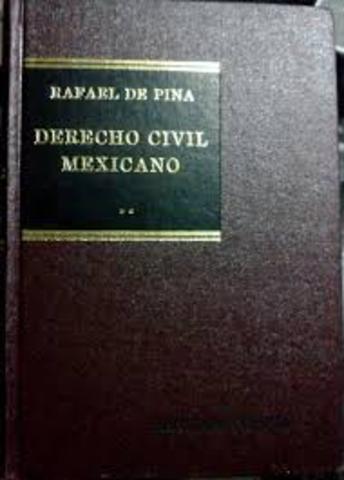 RAFAEL DE PINA
DERECHO CIVIL
MEXICANO